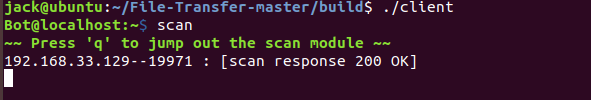 jack@ubuntu:~/File-Transfer-master/build$ ./client
Bot@localhost:~$ scan
~~ Press 'q' to jump out the scan module ~~
192.168.33.129--19971 : [scan response 200 OK]